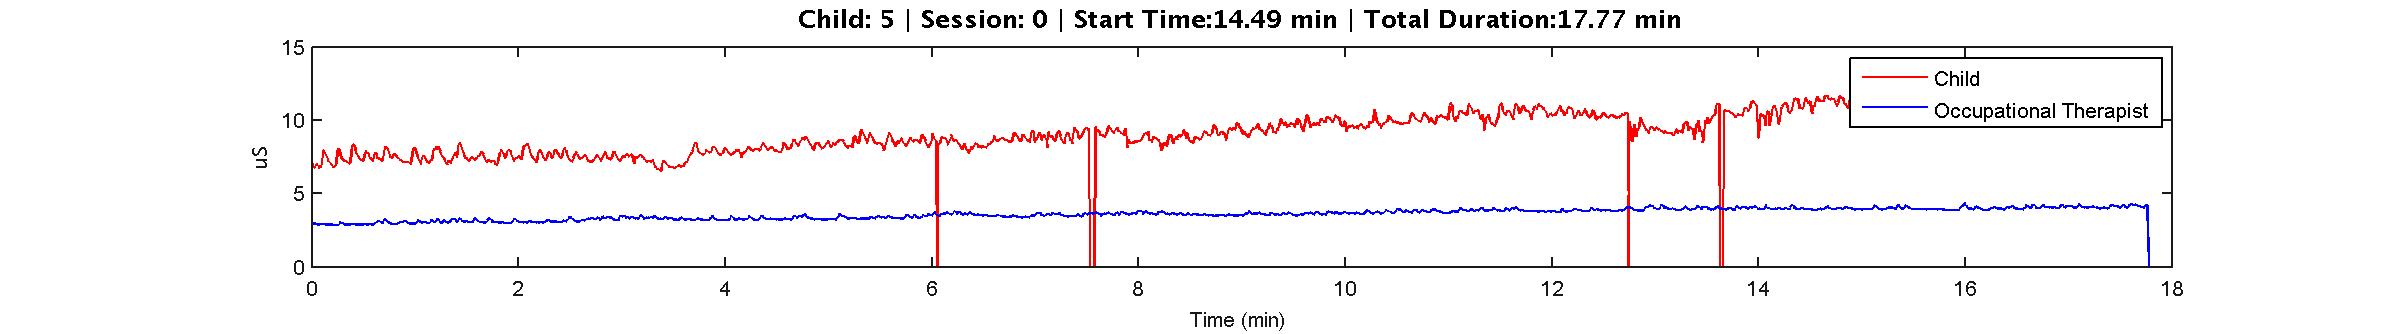 Child: 5 | Session: 0 | Start Time:14.49 min | Total Duration:17.77 min
15
10
5
0
uS
Child
Occupational Therapist
0 2 4 6 8 10 12 14 16 18
Time (min)